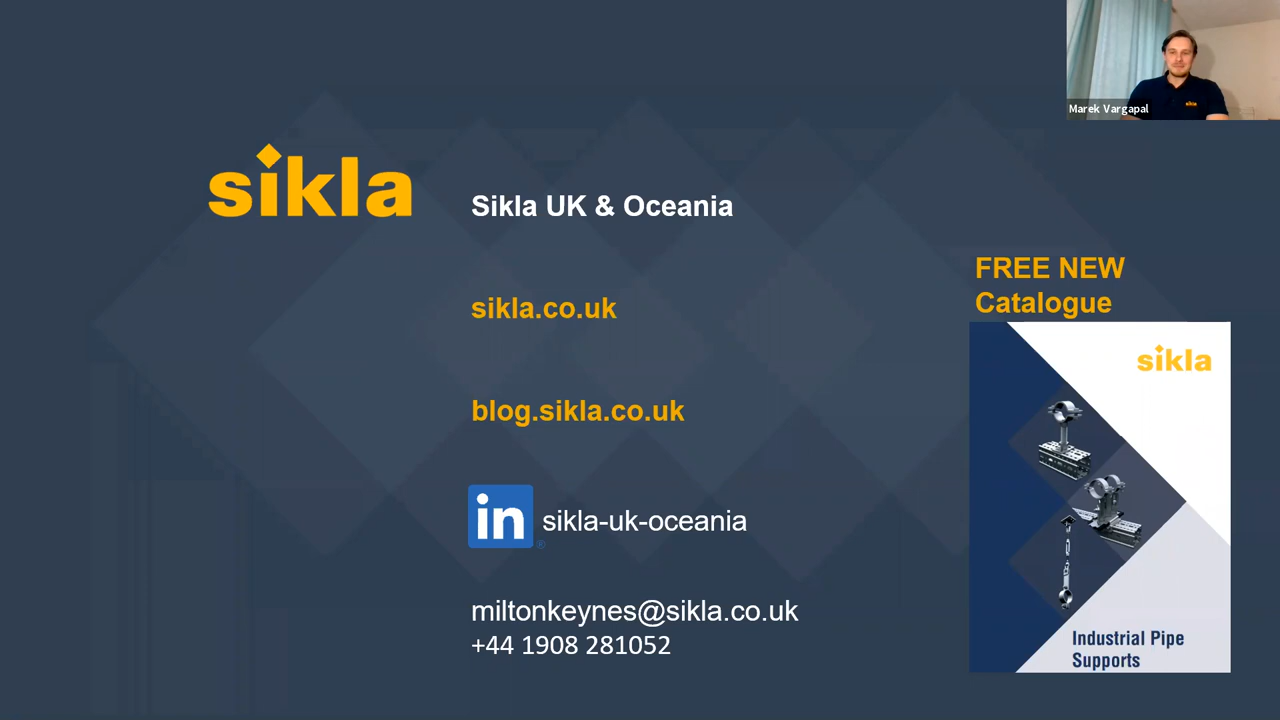 Marek Vargapal
sikla
sikla
Sikla UK & Oceania
sikla.co.uk
blog.sikla.co.uk
in
sikla-uk-oceania
miltonkeynes@sikla.co.uk
+44 1908 281052
FREE NEW
Catalogue
sikla
Industrial Pipe
Supports